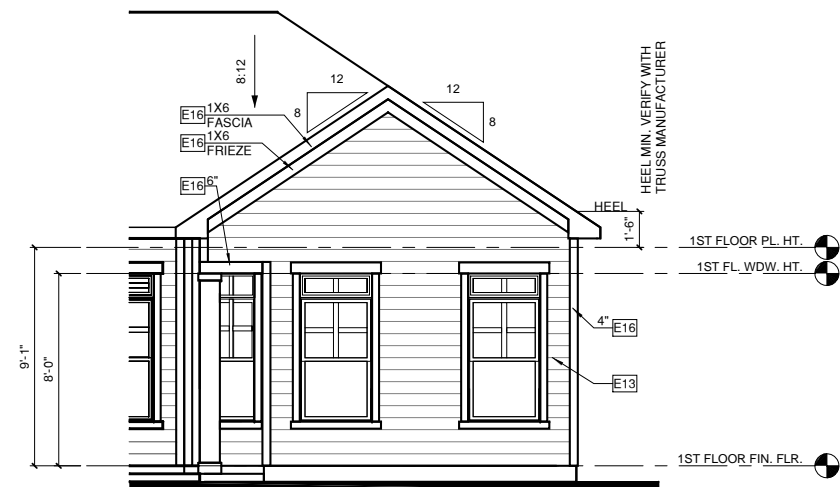 8:12
12
8
12
8
E16 1X6
FASCIA
E16 1X6
FRIEZE
E16 6"
HEEL MIN. VERIFY WITH
TRUSS MANUFACTURER
HEEL
1'-6"
1ST FLOOR PL. HT.
1ST FL. WDW. HT.
9'-1"
8'-0"
4" E16
E13
1ST FLOOR FIN. FLR.